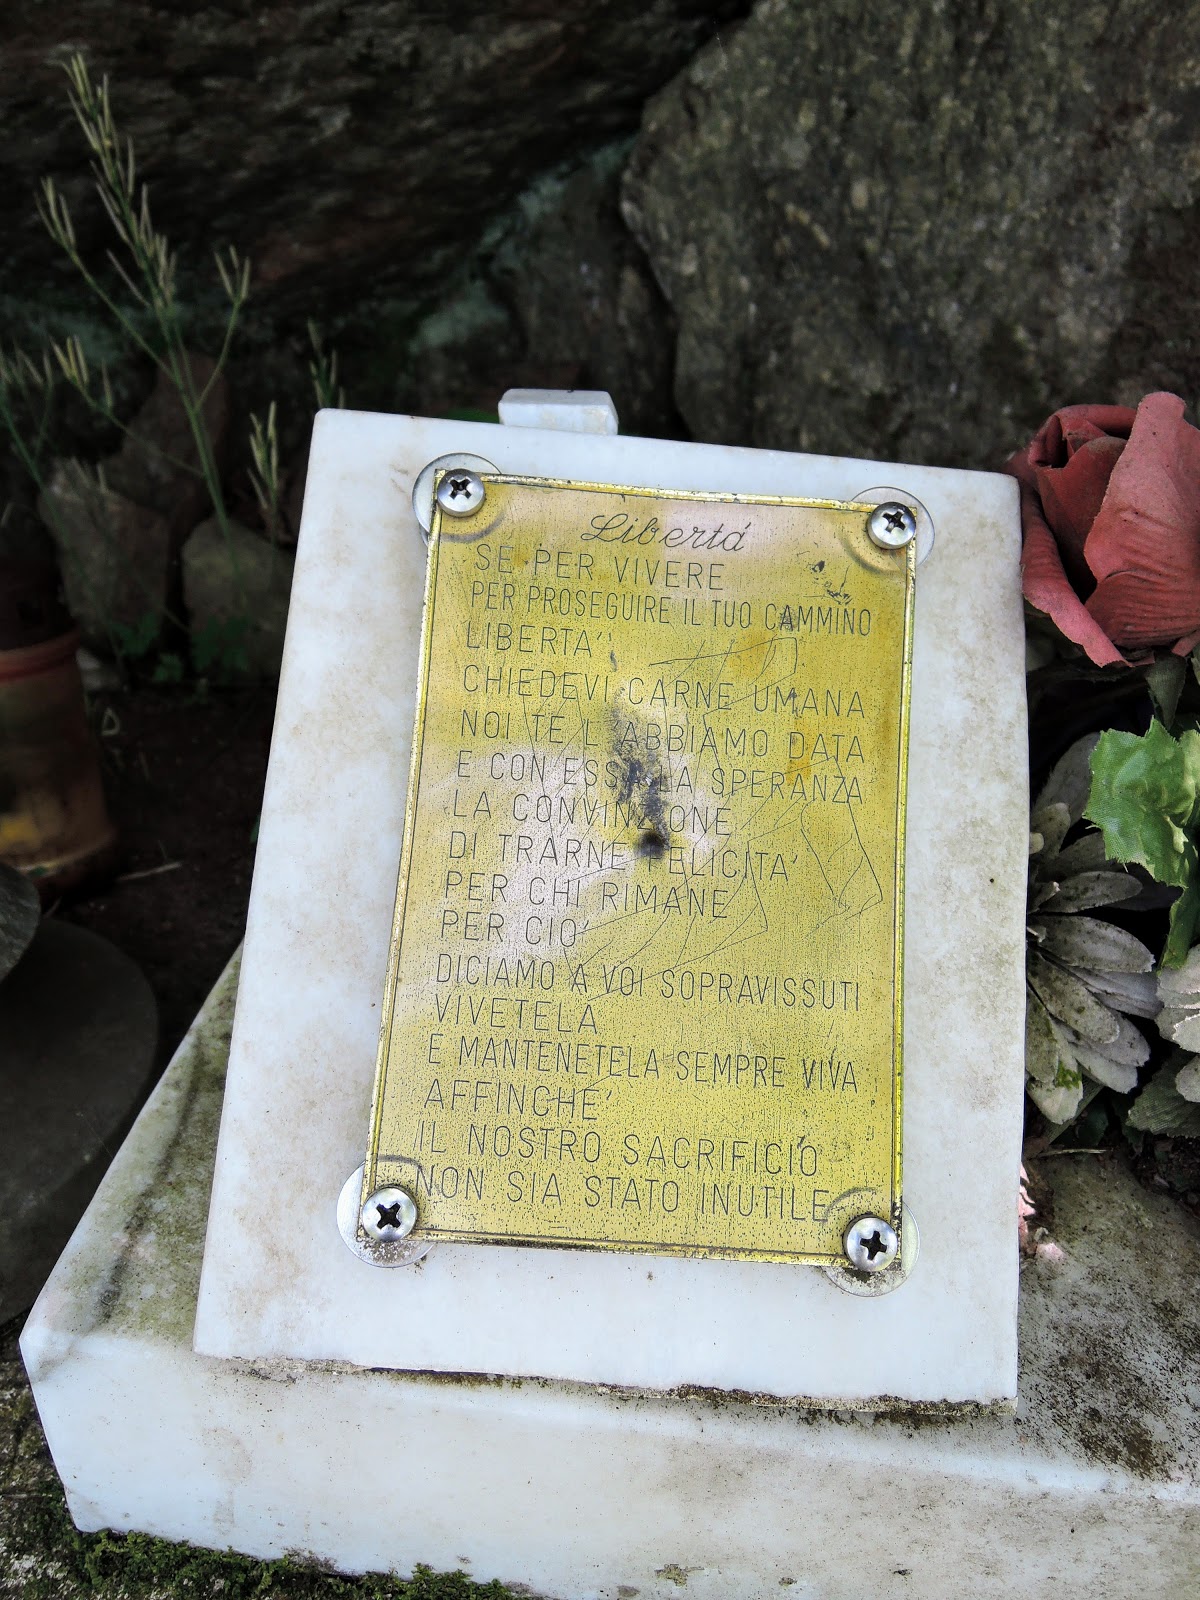 Libertá
SE PER VIVERE
PER PROSEGUIRE IL TUO CAMMINO
LIBERTA'
CHIEDEVI CARNE UMANA
NOI TE L'ABBIAMO DATA
E CON ESSA LA SPERANZA
LA CONVINZIONE
DI TRARNE FELICITA'
PER CHI RIMANE
PER CIO'
DICIAMO A VOI SOPRAVISSUTI
VIVETELA
E MANTENETELA SEMPRE VIVA
AFFINCHE'
IL NOSTRO SACRIFICIO
NON SIA STATO INUTILE